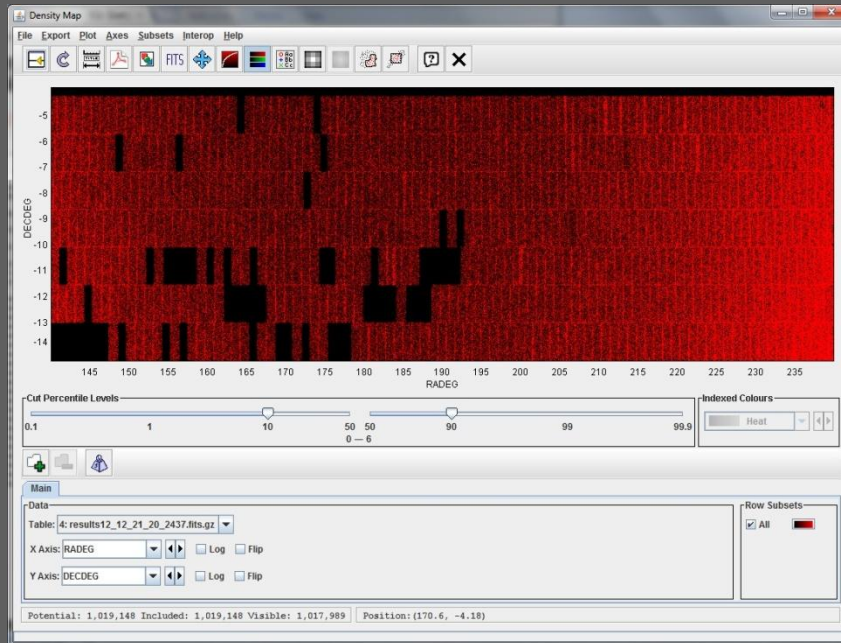 Density Map
File Export Plot Axes Subsets Interop Help
FITS
-5
-6
-7
-8
-9
-10
-11
-12
-13
-14
DECDEG
145 150 155 160 165 170 175 180 185 190 195 200 205 210 215 220 225 230 235
RADEG
Cut Percentile Levels
0.1 1 10 50 50 90 99 99.9
0 — 6
Indexed Colours
Heat
Main
Data
Table: 4: results12_12_21_20_2437.fits.gz
X Axis: RADEG Log Flip
Y Axis: DECDEG Log Flip
Row Subsets
All
Potential: 1,019,148 Included: 1,019,148 Visible: 1,017,989 Position:(170.6, -4.18)